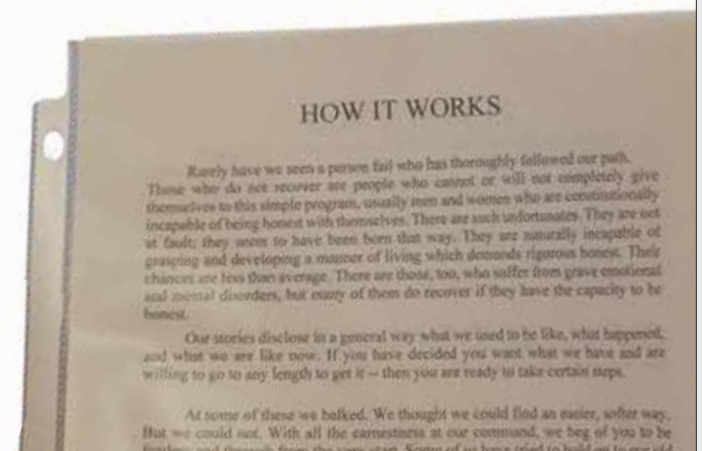 HOW IT WORKS
Rarely have we seen a person fail who has thoroughly followed our path.
Those who do not recover are people who cannot or will not completely give
themselves to this simple program, usually men and women who are constitutionally
incapable of being honest with themselves. There are such unfortunates. They are not
at fault; they seem to have been born that way. They are naturally incapable of
grasping and developing a manner of living which demands rigorous honest. Their
chances are less than average. There are those, too, who suffer from grave emotional
and mental disorders, but many of them do recover if they have the capacity to be
honest.
Our stories disclose in a general way what we used to be like, what happened,
and what we are like now. If you have decided you want what we have and are
willing to go to any length to get it – then you are ready to take certain steps.
At some of these we balked. We thought we could find an easier, softer way.
But we could not. With all the earnestness at our command, we beg of you to be